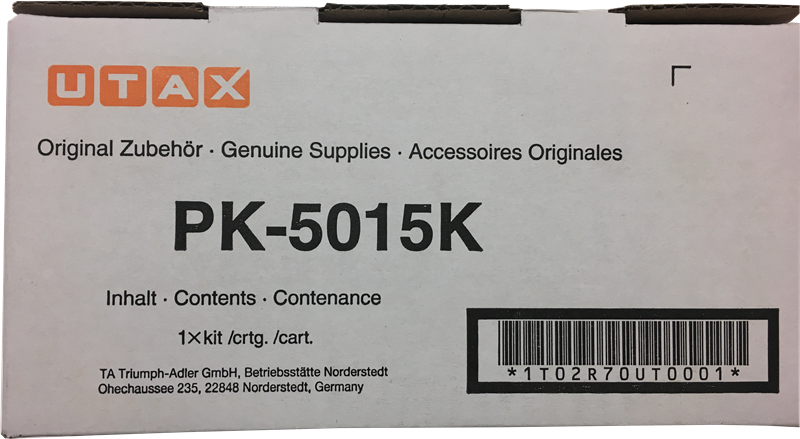 UTAX
Original Zubehör · Genuine Supplies · Accessoires Originales
PK-5015K
Inhalt · Contents · Contenance
1×kit /crtg. /cart.
TA Triumph-Adler GmbH, Betriebsstätte Norderstedt
Ohechaussee 235, 22848 Norderstedt, Germany
*1T02R70UT0001*